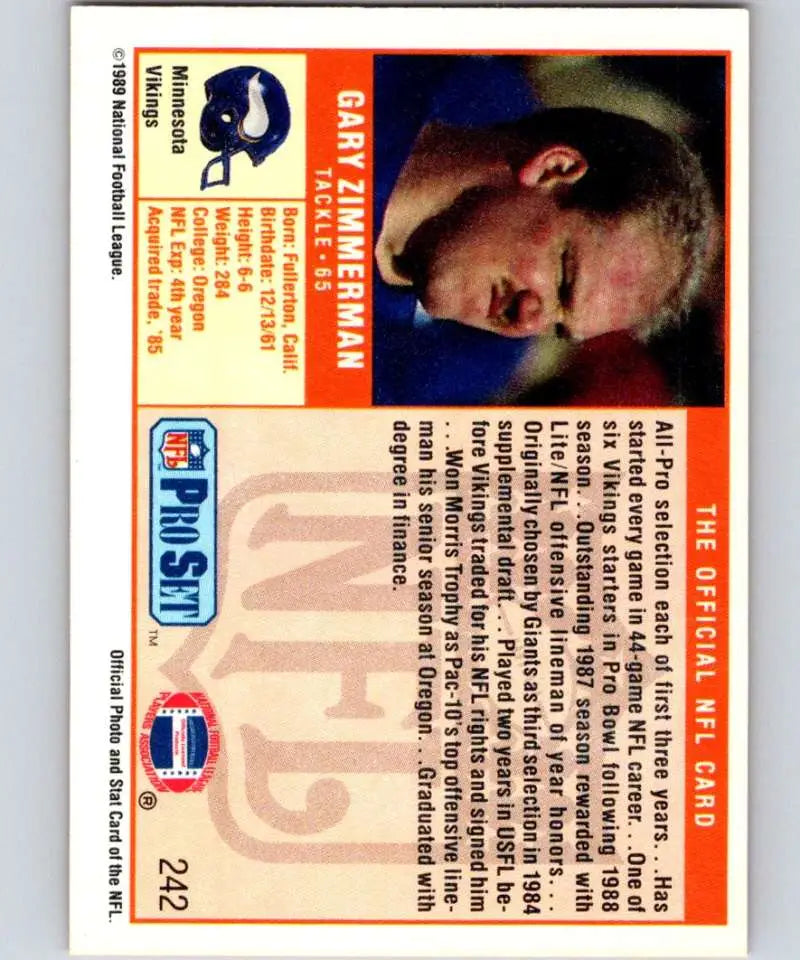 THE OFFICIAL NFL CARD
GARY ZIMMERMAN
TACKLE • 65
Minnesota
Vikings
Born: Fullerton, Calif.
Birthdate: 12/13/61
Height: 6-6
Weight: 284
College: Oregon
NFL Exp: 4th year
Acquired trade, '85
All-Pro selection each of first three years. . .Has
started every game in 44-game NFL career. . .One of
six Vikings starters in Pro Bowl following 1988
season. . .Outstanding 1987 season rewarded with
Lite/NFL offensive lineman of year honors. . .
Originally chosen by Giants as third selection in 1984
supplemental draft. . . Played two years in USFL be-
fore Vikings traded for his NFL rights and signed him
. . .Won Morris Trophy as Pac-10's top offensive line-
man his senior season at Oregon. . .Graduated with
degree in finance.
NFL
NFL
PRO SET
TM
NATIONAL FOOTBALL LEAGUE
PLAYERS ASSOCIATION
®
242
©1989 National Football League.
Official Photo and Stat Card of the NFL.